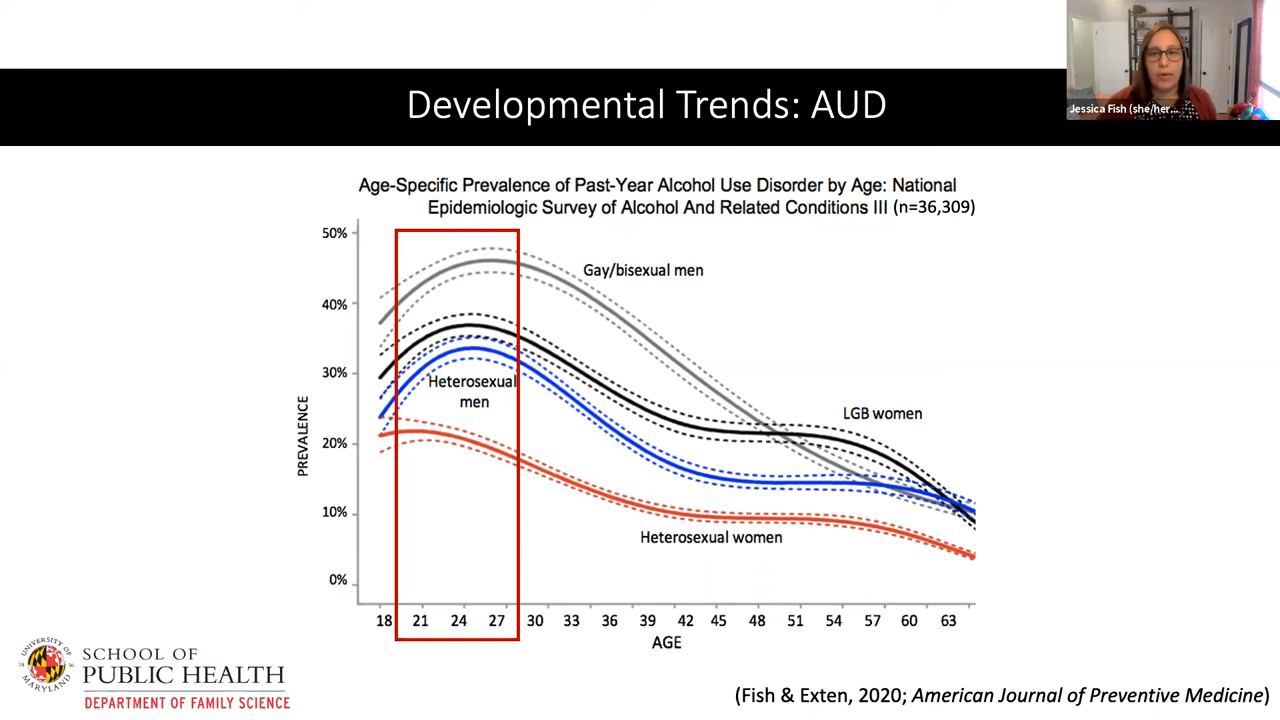 Developmental Trends: AUD
Jessica Fish (she/her...
Age-Specific Prevalence of Past-Year Alcohol Use Disorder by Age: National
Epidemiologic Survey of Alcohol And Related Conditions III (n=36,309)
50%
40%
30%
20%
10%
0%
PREVALENCE
Gay/bisexual men
Heterosexual
men
LGB women
Heterosexual women
18 21 24 27 30 33 36 39 42 45 48 51 54 57 60 63
AGE
UNIVERSITY OF
MARYLAND
18 56
SCHOOL OF
PUBLIC HEALTH
DEPARTMENT OF FAMILY SCIENCE
(Fish & Exten, 2020; American Journal of Preventive Medicine)